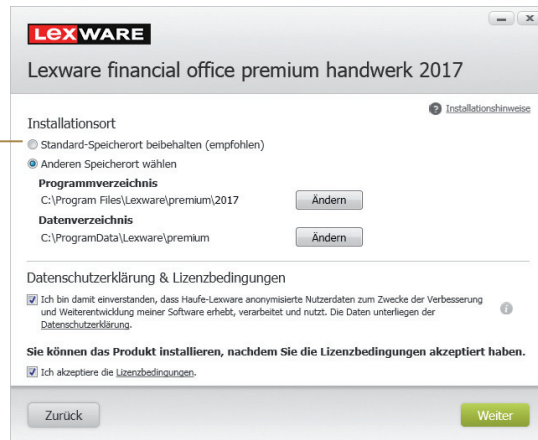 LEXWARE
Lexware financial office premium handwerk 2017
Installationshinweise
Installationsort
Standard-Speicherort beibehalten (empfohlen)
Anderen Speicherort wählen
Programmverzeichnis
C:\Program Files\Lexware\premium\2017 Ändern
Datenverzeichnis
C:\ProgramData\Lexware\premium Ändern
Datenschutzerklärung & Lizenzbedingungen
Ich bin damit einverstanden, dass Haufe-Lexware anonymisierte Nutzerdaten zum Zwecke der Verbesserung
und Weiterentwicklung meiner Software erhebt, verarbeitet und nutzt. Die Daten unterliegen der
Datenschutzerklärung.
Sie können das Produkt installieren, nachdem Sie die Lizenzbedingungen akzeptiert haben.
Ich akzeptiere die Lizenzbedingungen.
Zurück Weiter